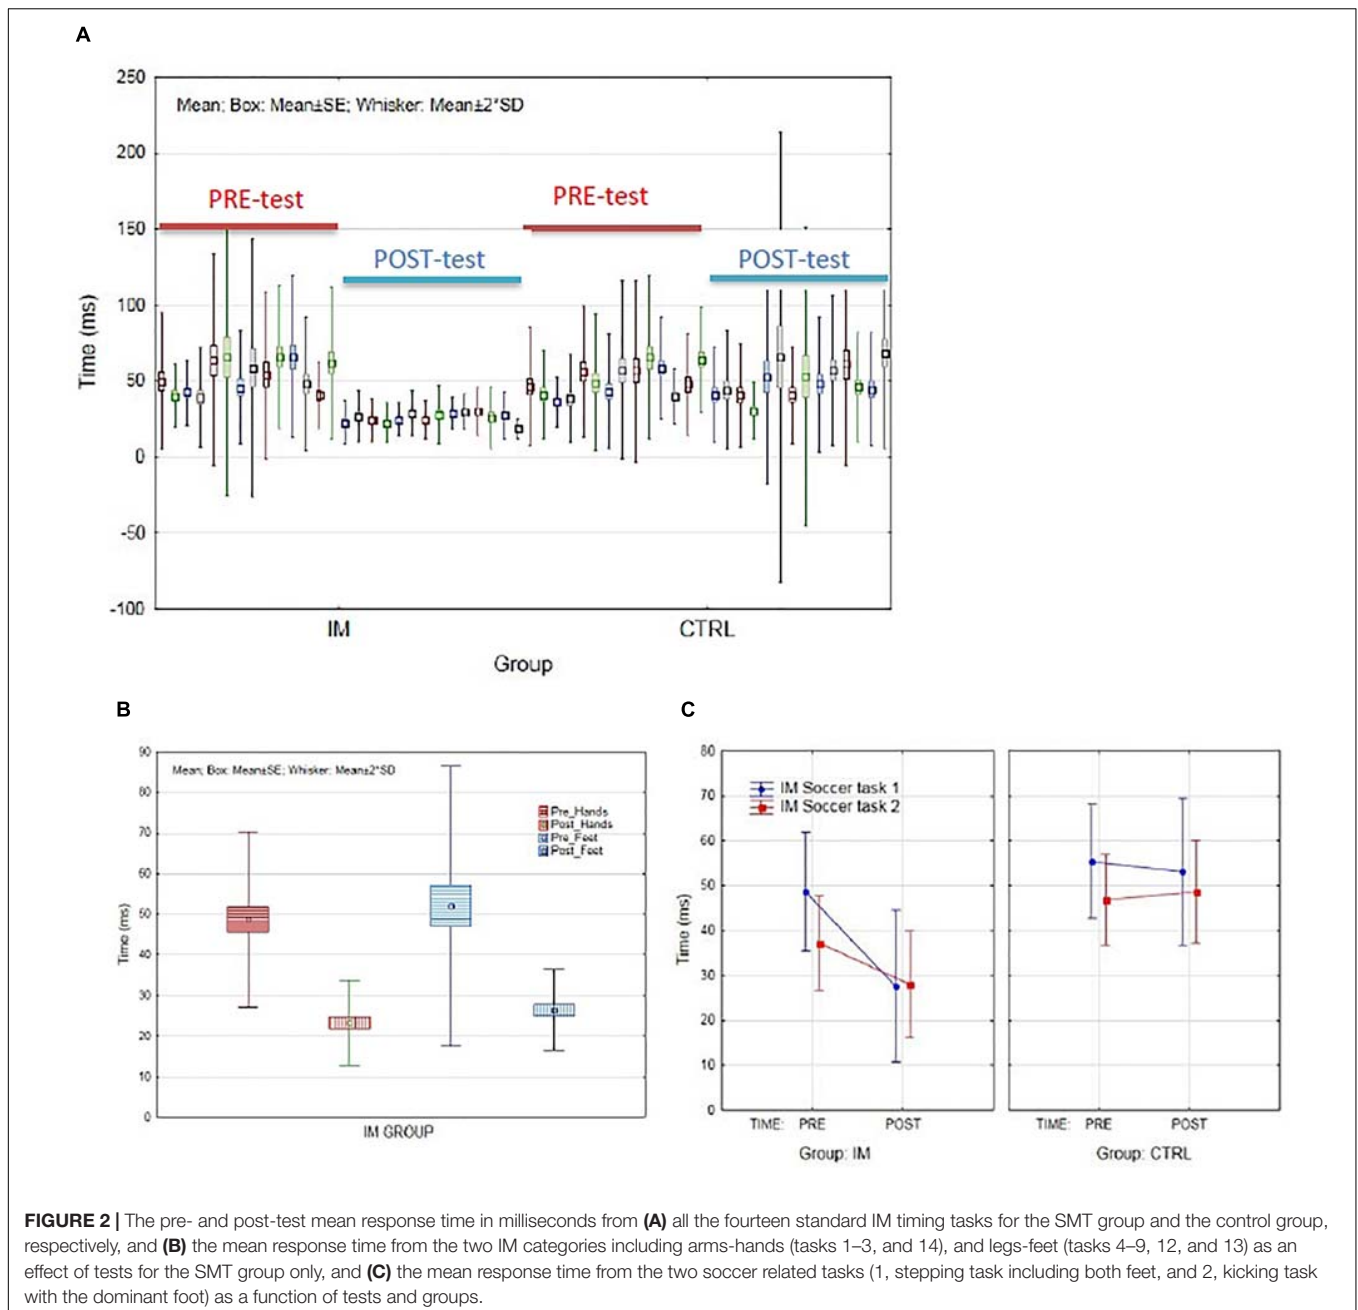 A
250
200
150
100
50
0
-50
-100
Time (ms)
Mean; Box: Mean±SE; Whisker: Mean±2*SD
PRE-test
POST-test
PRE-test
POST-test
IM
CTRL
Group
B
90
80
70
60
50
40
30
20
10
0
Time (ms)
Mean; Box: Mean±SE; Whisker: Mean±2*SD
Pre_Hands
Post_Hands
Pre_Feet
Post_Feet
IM GROUP
C
80
70
60
50
40
30
20
10
0
Time (ms)
IM Soccer task 1
IM Soccer task 2
TIME: PRE POST
Group: IM
TIME: PRE POST
Group: CTRL
FIGURE 2 | The pre- and post-test mean response time in milliseconds from (A) all the fourteen standard IM timing tasks for the SMT group and the control group,
respectively, and (B) the mean response time from the two IM categories including arms-hands (tasks 1–3, and 14), and legs-feet (tasks 4–9, 12, and 13) as an
effect of tests for the SMT group only, and (C) the mean response time from the two soccer related tasks (1, stepping task including both feet, and 2, kicking task
with the dominant foot) as a function of tests and groups.